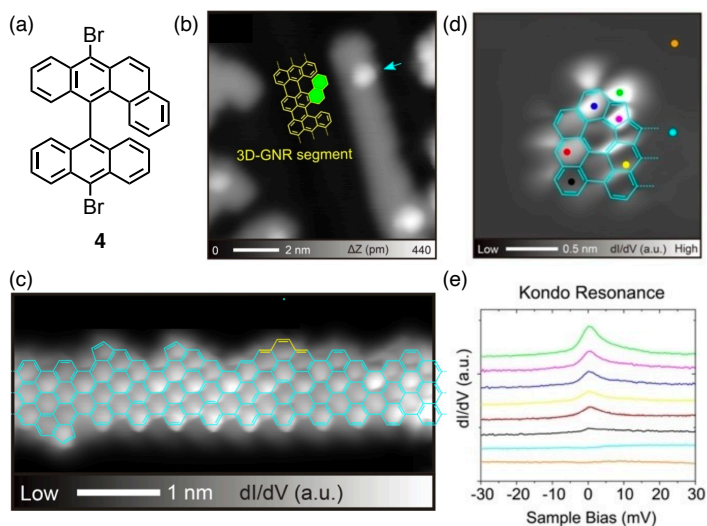 (a)
Br
Br
4
(b)
3D-GNR segment
0 2 nm ΔZ (pm) 440
(d)
Low 0.5 nm dI/dV (a.u.) High
(c)
Low 1 nm dI/dV (a.u.)
(e)
Kondo Resonance
dI/dV (a.u.)
-30 -20 -10 0 10 20 30
Sample Bias (mV)